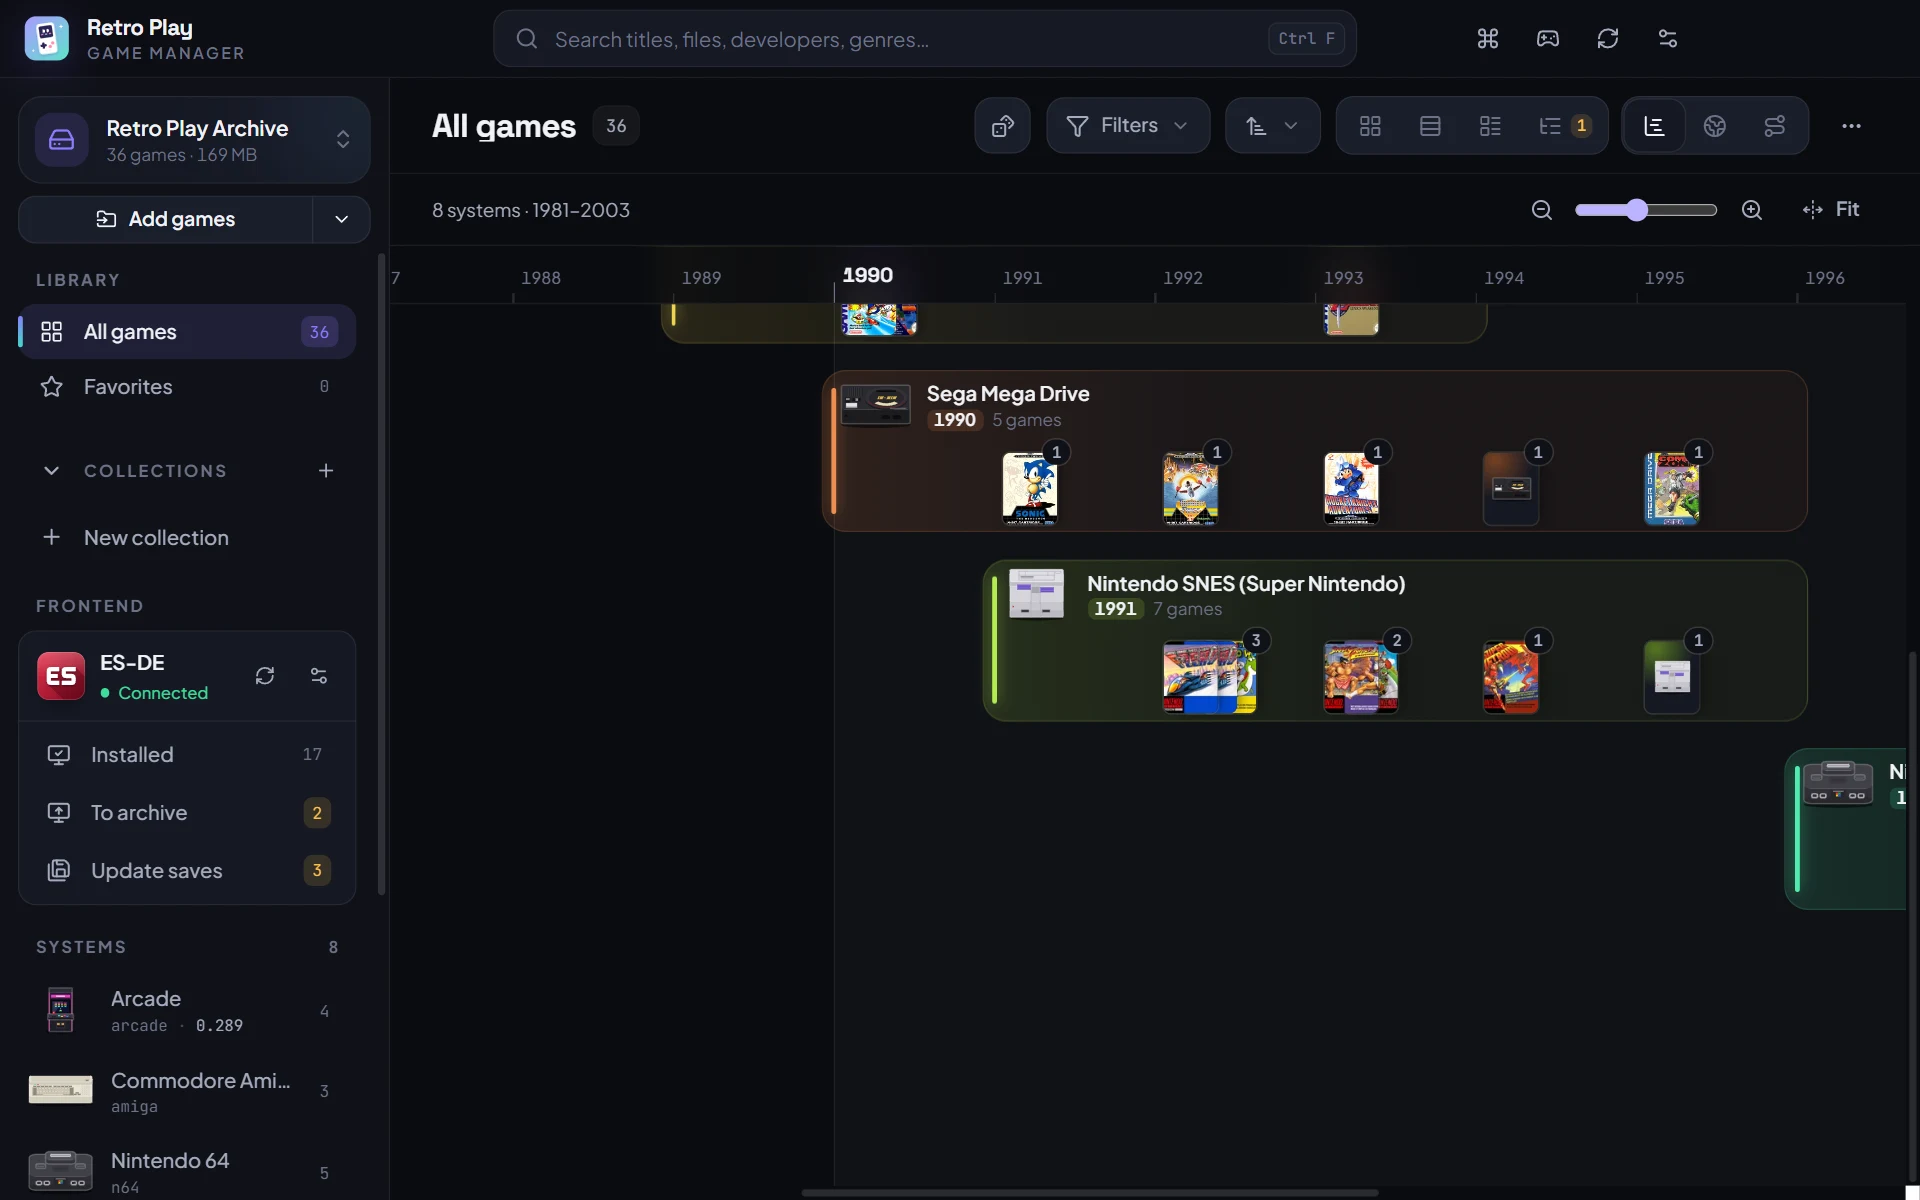 Retro Play
GAME MANAGER
Search titles, files, developers, genres...
Ctrl F
Retro Play Archive
36 games · 169 MB
Add games
LIBRARY
All games
36
Favorites
0
COLLECTIONS
New collection
FRONTEND
ES
ES-DE
Connected
Installed
17
To archive
2
Update saves
3
SYSTEMS
8
Arcade
arcade · 0.289
4
Commodore Ami...
amiga
3
Nintendo 64
n64
5
All games
36
Filters
1
8 systems · 1981–2003
Fit
7
1988
1989
1990
1991
1992
1993
1994
1995
1996
Sega Mega Drive
1990
5 games
1
1
1
1
1
SONIC
MEGA DRIVE
SEGA
Nintendo SNES (Super Nintendo)
1991
7 games
3
2
1
1